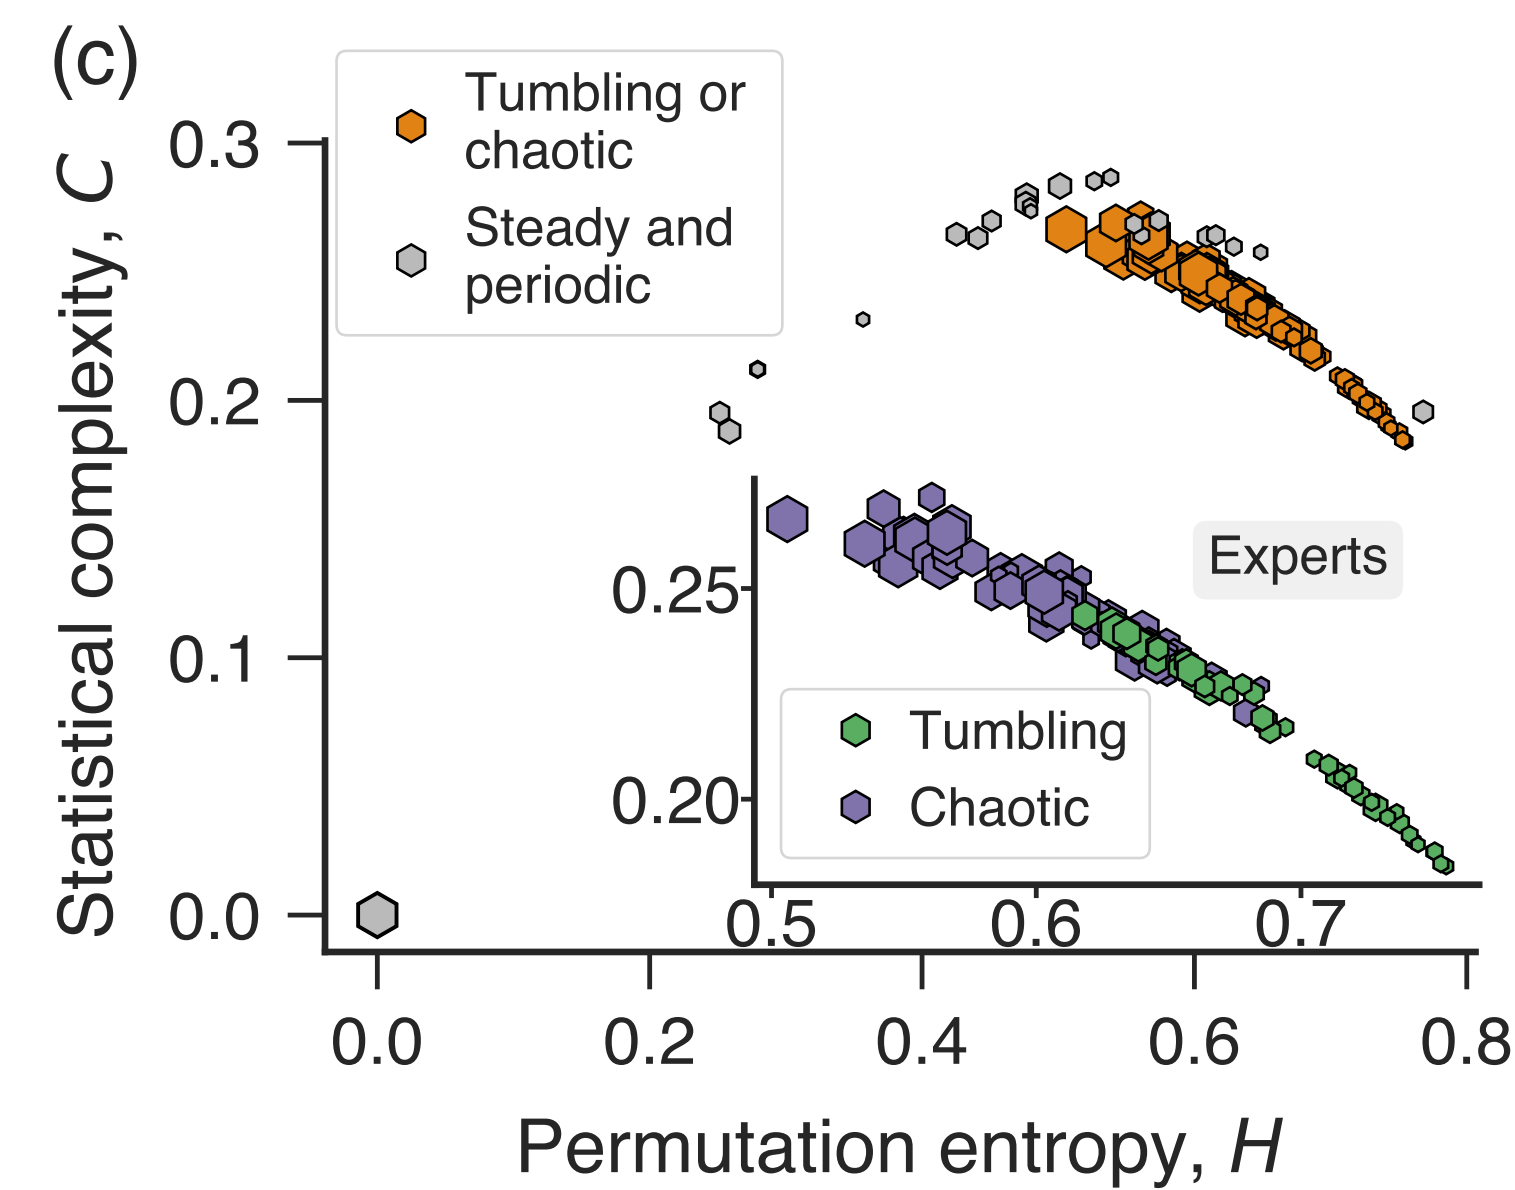 (c)
Tumbling or
chaotic
Steady and
periodic
Statistical complexity, C
0.3
0.2
0.1
0.0
Experts
0.25
0.20
Tumbling
Chaotic
0.5 0.6 0.7
0.0 0.2 0.4 0.6 0.8
Permutation entropy, H